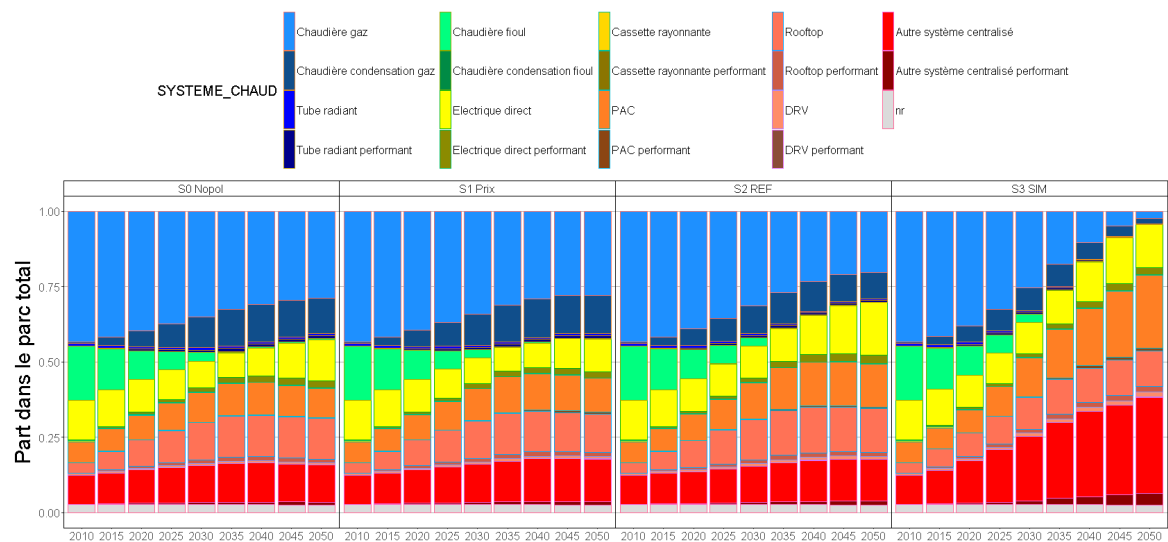 Chaudière gaz Chaudière fioul Cassette rayonnante Rooftop Autre système centralisé
Chaudière condensation gaz Chaudière condensation fioul Cassette rayonnante performant Rooftop performant Autre système centralisé performant
SYSTEME_CHAUD
Tube radiant Electrique direct PAC DRV nr
Tube radiant performant Electrique direct performant PAC performant DRV performant
S0 Nopol S1 Prix S2 REF S3 SIM
1.00
0.75
0.50
0.25
0.00
Part dans le parc total
2010 2015 2020 2025 2030 2035 2040 2045 2050 2010 2015 2020 2025 2030 2035 2040 2045 2050 2010 2015 2020 2025 2030 2035 2040 2045 2050 2010 2015 2020 2025 2030 2035 2040 2045 2050